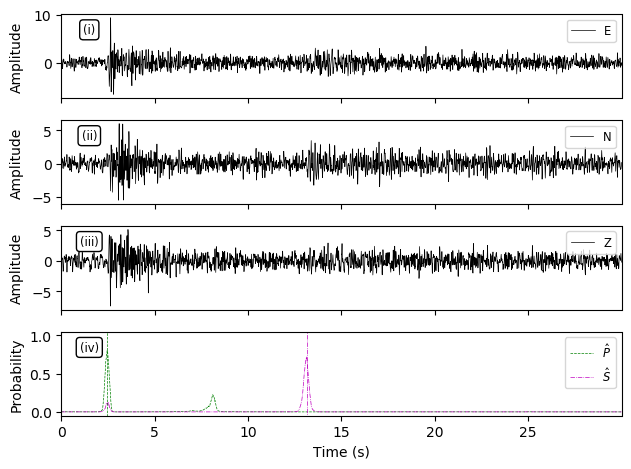 (i)
E
10
0
Amplitude
(ii)
N
5
0
−5
Amplitude
(iii)
Z
5
0
−5
Amplitude
(iv)
P̂
Ŝ
1.0
0.5
0.0
Probability
0 5 10 15 20 25
Time (s)